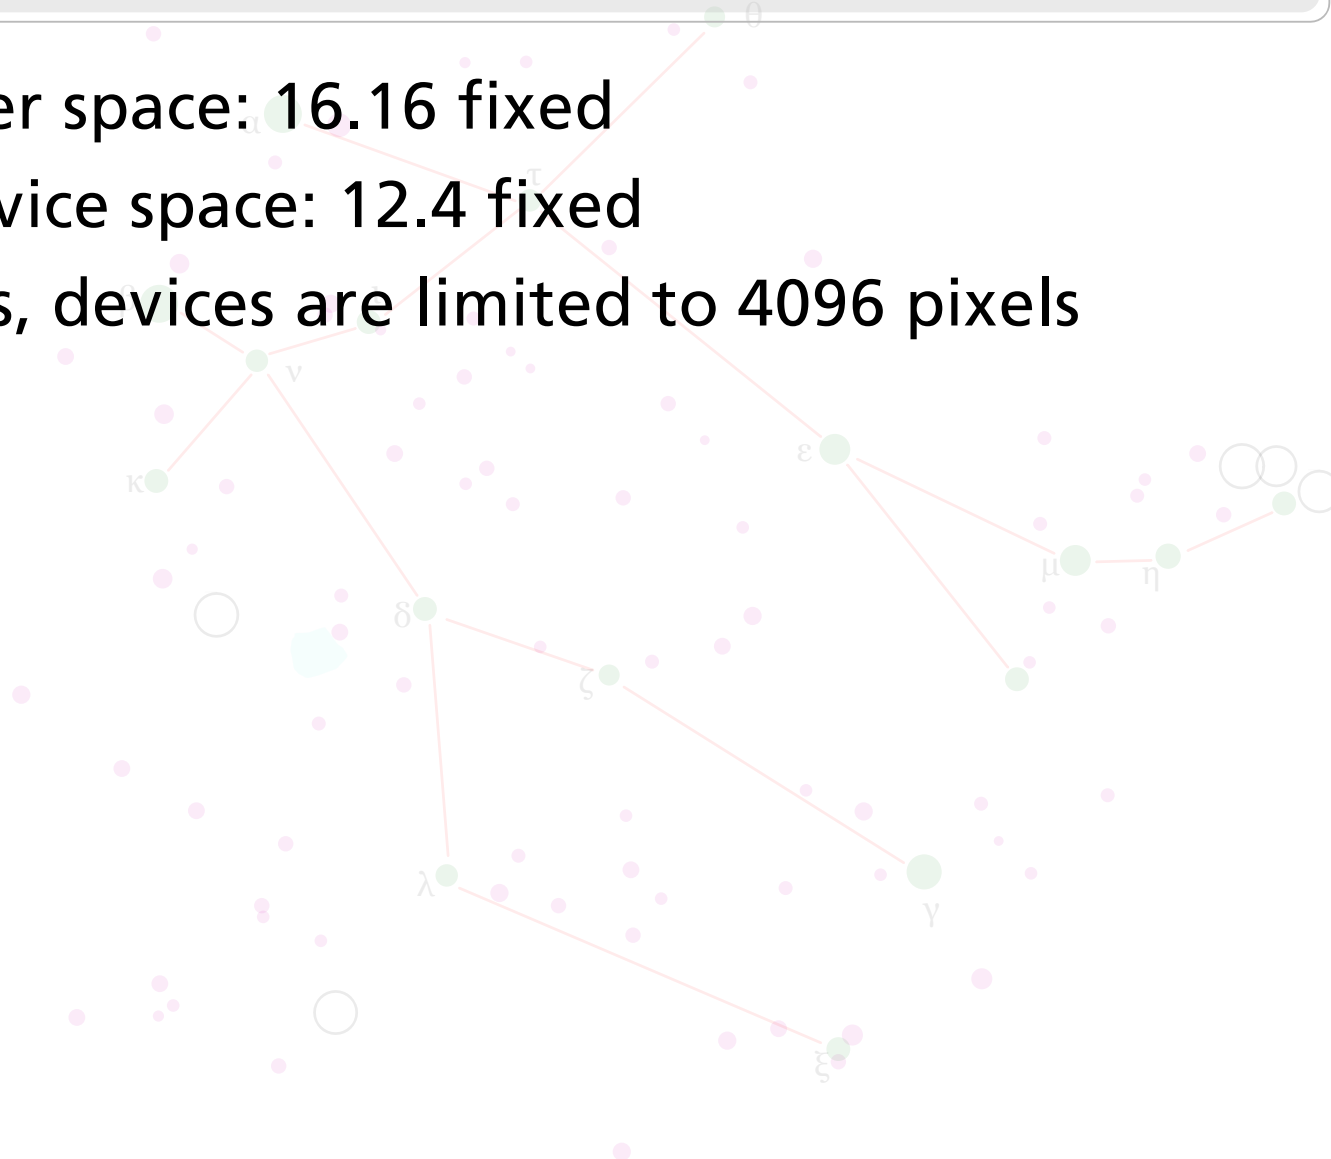 θ
er space: 16.16 fixed
α
τ
vice space: 12.4 fixed
s, devices are limited to 4096 pixels
ν
ε
κ
μ
η
δ
ζ
λ
γ
ξ